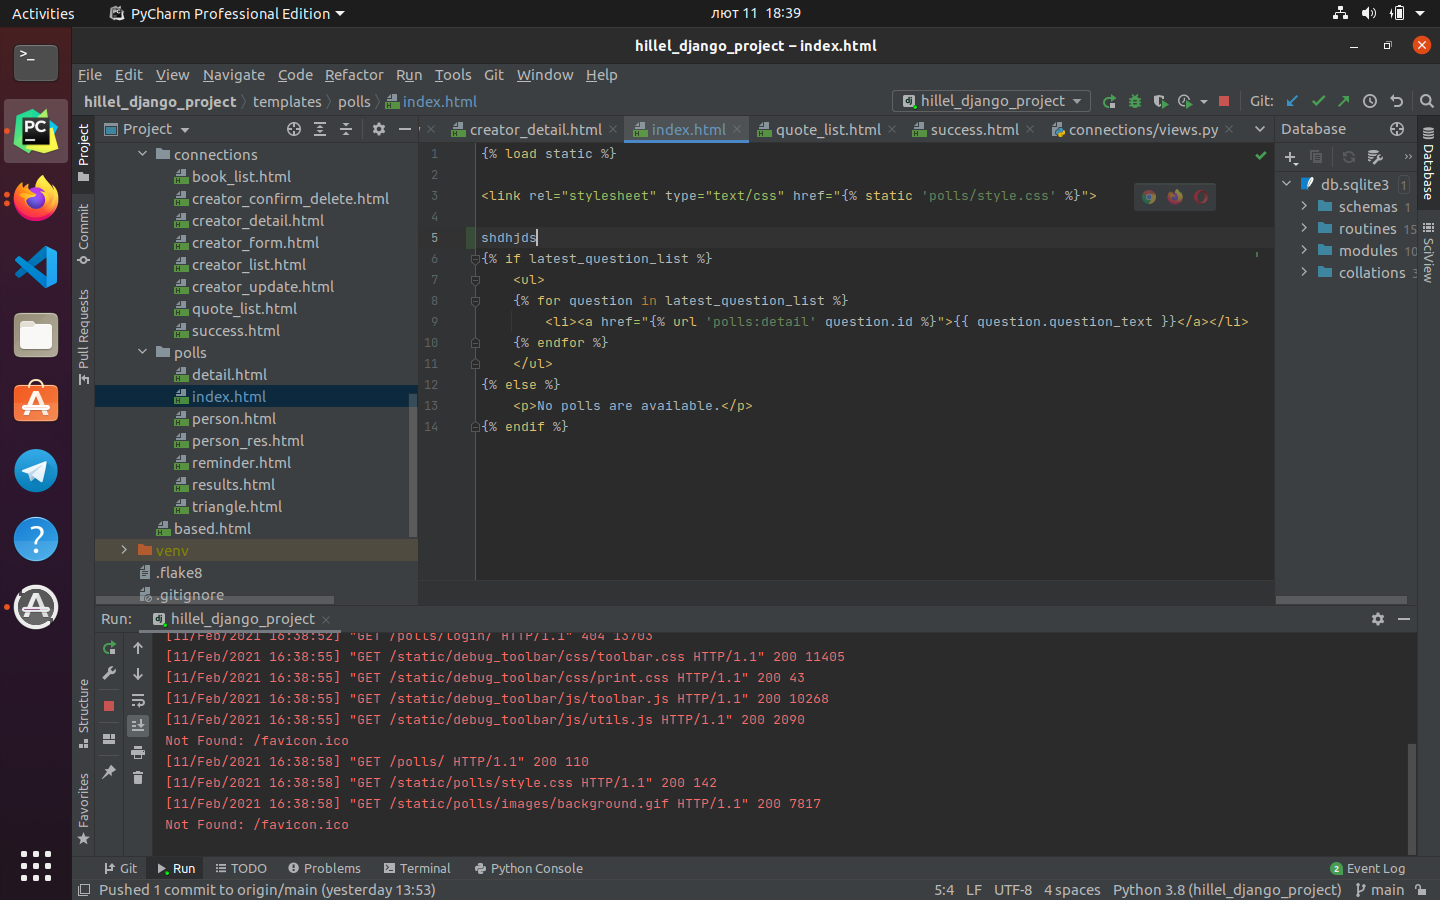 Activities
PyCharm Professional Edition
лют 11 18:39
hillel_django_project – index.html
File Edit View Navigate Code Refactor Run Tools Git Window Help
hillel_django_project templates polls index.html
hillel_django_project
Git:
Project
creator_detail.html
index.html
quote_list.html
success.html
connections/views.py
Database
Project
Commit
Pull Requests
Structure
Favorites
connections
book_list.html
creator_confirm_delete.html
creator_detail.html
creator_form.html
creator_list.html
creator_update.html
quote_list.html
success.html
polls
detail.html
index.html
person.html
person_res.html
reminder.html
results.html
triangle.html
based.html
venv
.flake8
.gitignore
1 {% load static %}
2
3 <link rel="stylesheet" type="text/css" href="{% static 'polls/style.css' %}">
4
5 shdhjds
6 {% if latest_question_list %}
7 <ul>
8 {% for question in latest_question_list %}
9 <li><a href="{% url 'polls:detail' question.id %}">{{ question.question_text }}</a></li>
10 {% endfor %}
11 </ul>
12 {% else %}
13 <p>No polls are available.</p>
14 {% endif %}
db.sqlite3 1
schemas 1
routines 15
modules 10
collations
Database
SciView
Run: hillel_django_project
[11/Feb/2021 16:38:52] "GET /polls/login/ HTTP/1.1" 404 13703
[11/Feb/2021 16:38:55] "GET /static/debug_toolbar/css/toolbar.css HTTP/1.1" 200 11405
[11/Feb/2021 16:38:55] "GET /static/debug_toolbar/css/print.css HTTP/1.1" 200 43
[11/Feb/2021 16:38:55] "GET /static/debug_toolbar/js/toolbar.js HTTP/1.1" 200 10268
[11/Feb/2021 16:38:55] "GET /static/debug_toolbar/js/utils.js HTTP/1.1" 200 2090
Not Found: /favicon.ico
[11/Feb/2021 16:38:58] "GET /polls/ HTTP/1.1" 200 110
[11/Feb/2021 16:38:58] "GET /static/polls/style.css HTTP/1.1" 200 142
[11/Feb/2021 16:38:58] "GET /static/polls/images/background.gif HTTP/1.1" 200 7817
Not Found: /favicon.ico
Git Run TODO Problems Terminal Python Console
2 Event Log
Pushed 1 commit to origin/main (yesterday 13:53)
5:4 LF UTF-8 4 spaces Python 3.8 (hillel_django_project) main